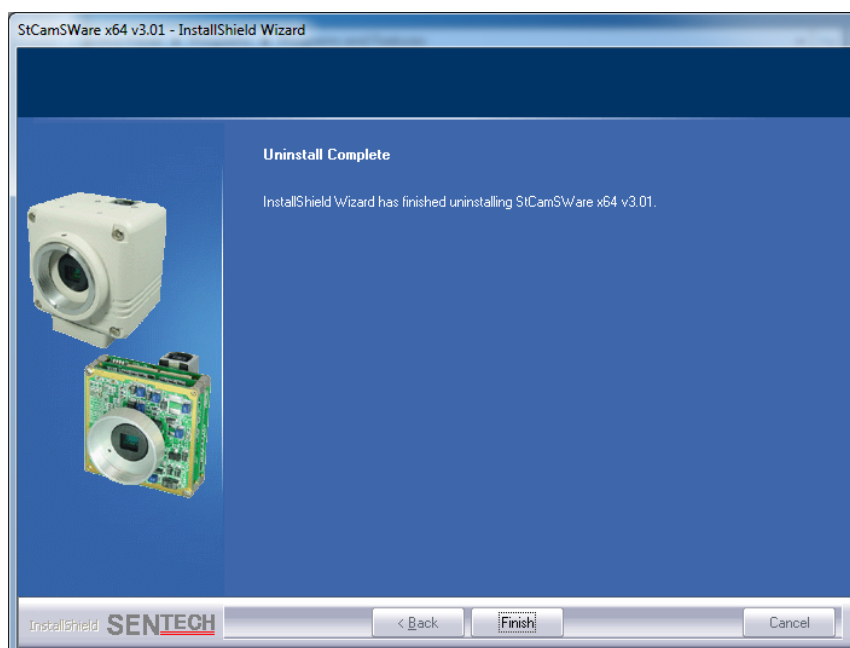 StCamSWare x64 v3.01 - InstallShield Wizard
Uninstall Complete
InstallShield Wizard has finished uninstalling StCamSWare x64 v3.01.
InstallShield SENTECH
< Back Finish Cancel